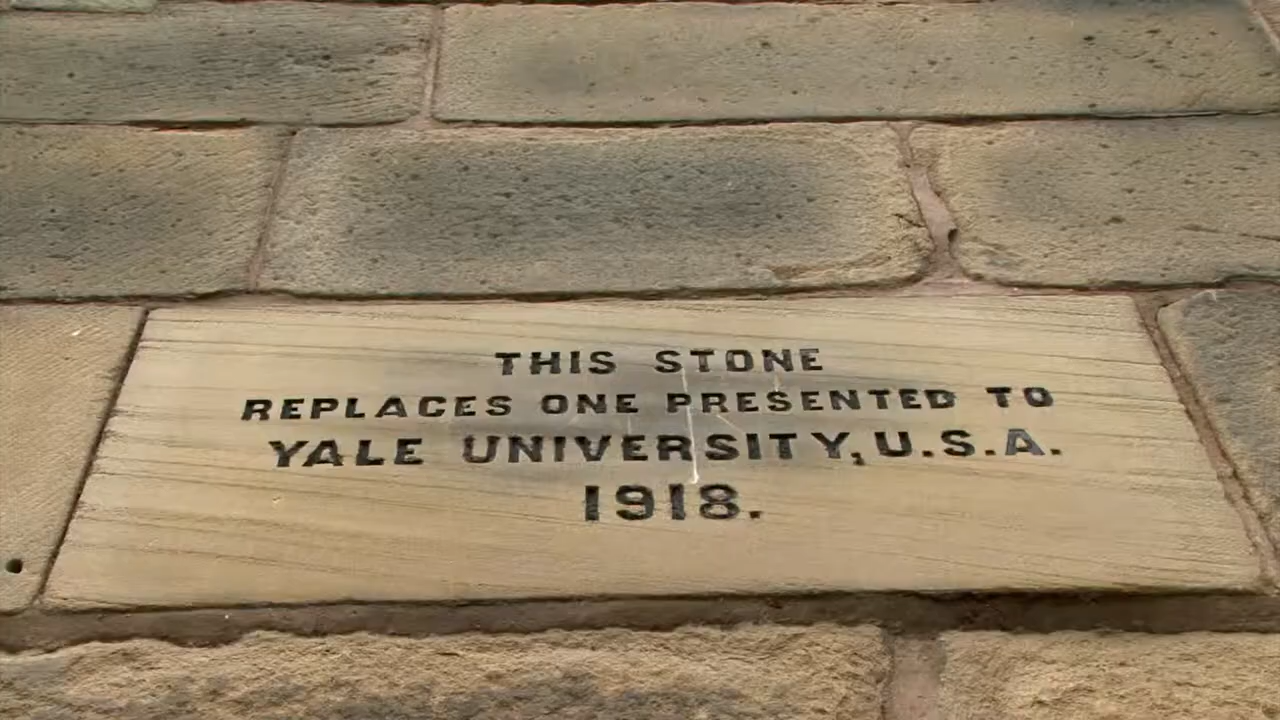 THIS STONE
REPLACES ONE PRESENTED TO
YALE UNIVERSITY, U.S.A.
1918.